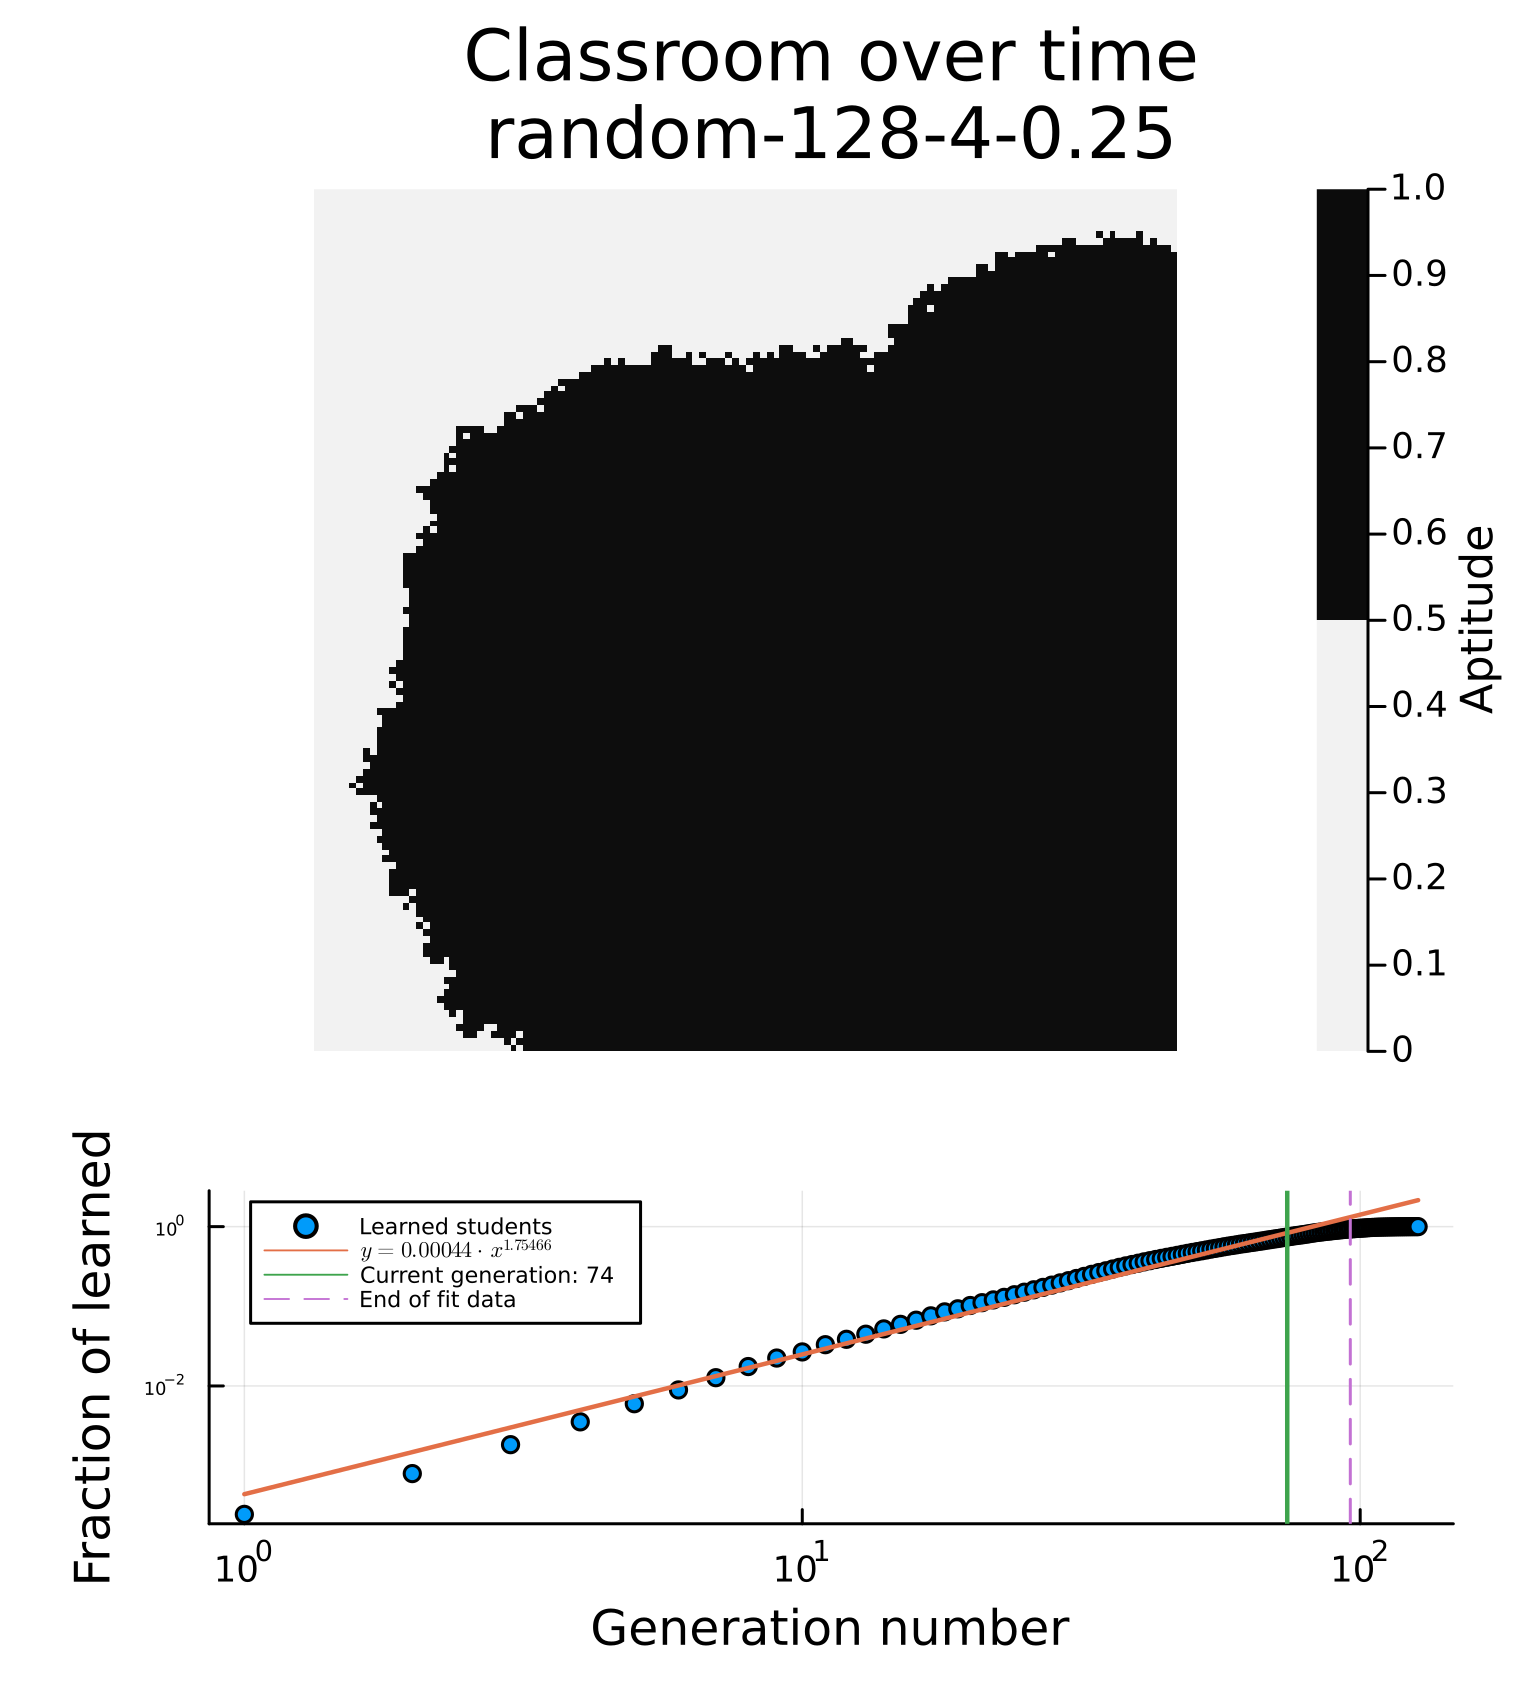 Classroom over time
random-128-4-0.25
1.0
0.9
0.8
0.7
0.6
0.5
0.4
0.3
0.2
0.1
0
Aptitude
Fraction of learned
10⁰
10⁻²
Learned students
y = 0.00044 · x^1.75466
Current generation: 74
End of fit data
10⁰
10¹
10²
Generation number